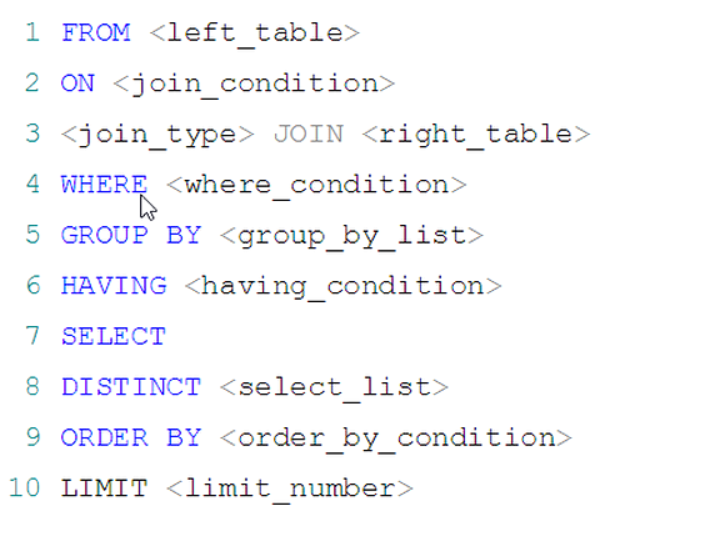 1 FROM <left_table>
2 ON <join_condition>
3 <join_type> JOIN <right_table>
4 WHERE <where_condition>
5 GROUP BY <group_by_list>
6 HAVING <having_condition>
7 SELECT
8 DISTINCT <select_list>
9 ORDER BY <order_by_condition>
10 LIMIT <limit_number>